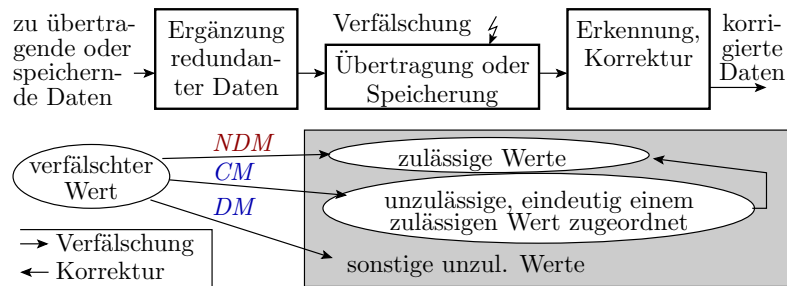 zu übertra-
gende oder
speichern-
de Daten
Ergänzung
redundan-
ter Daten
Verfälschung
Übertragung oder
Speicherung
Erkennung,
Korrektur
korri-
gierte
Daten
verfälschter
Wert
NDM
CM
DM
zulässige Werte
unzulässige, eindeutig einem
zulässigen Wert zugeordnet
sonstige unzul. Werte
Verfälschung
Korrektur